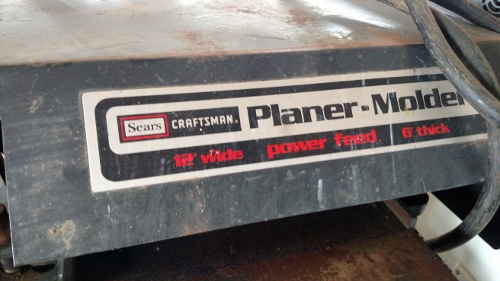 Sears CRAFTSMAN. Planer-Molder
12" wide power feed 6" thick